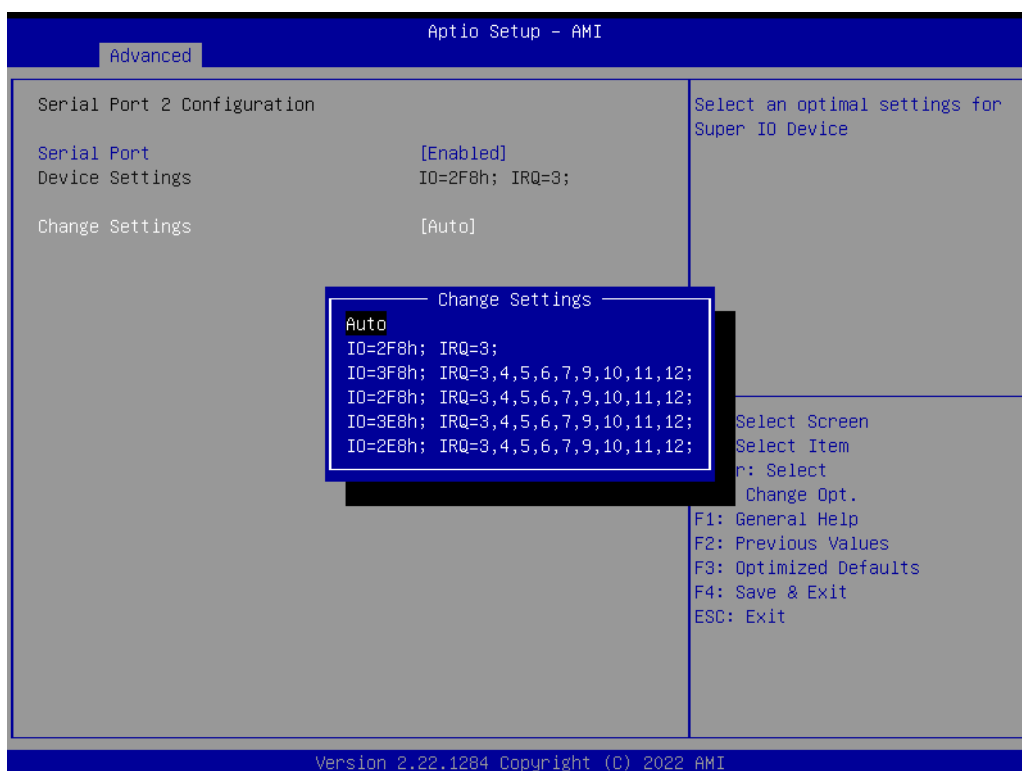 Aptio Setup – AMI
Advanced
Serial Port 2 Configuration
Serial Port [Enabled]
Device Settings IO=2F8h; IRQ=3;
Change Settings [Auto]
Change Settings
Auto
IO=2F8h; IRQ=3;
IO=3F8h; IRQ=3,4,5,6,7,9,10,11,12;
IO=2F8h; IRQ=3,4,5,6,7,9,10,11,12;
IO=3E8h; IRQ=3,4,5,6,7,9,10,11,12;
IO=2E8h; IRQ=3,4,5,6,7,9,10,11,12;
Select an optimal settings for
Super IO Device
Select Screen
Select Item
r: Select
Change Opt.
F1: General Help
F2: Previous Values
F3: Optimized Defaults
F4: Save & Exit
ESC: Exit
Version 2.22.1284 Copyright (C) 2022 AMI